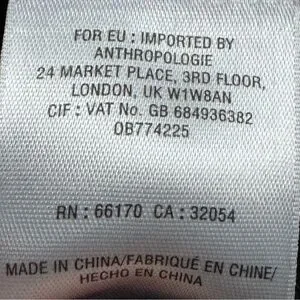 FOR EU : IMPORTED BY
ANTHROPOLOGIE
24 MARKET PLACE, 3RD FLOOR,
LONDON, UK W1W8AN
CIF : VAT No. GB 684936382
OB774225
RN : 66170 CA : 32054
MADE IN CHINA/FABRIQUÉ EN CHINE/
HECHO EN CHINA